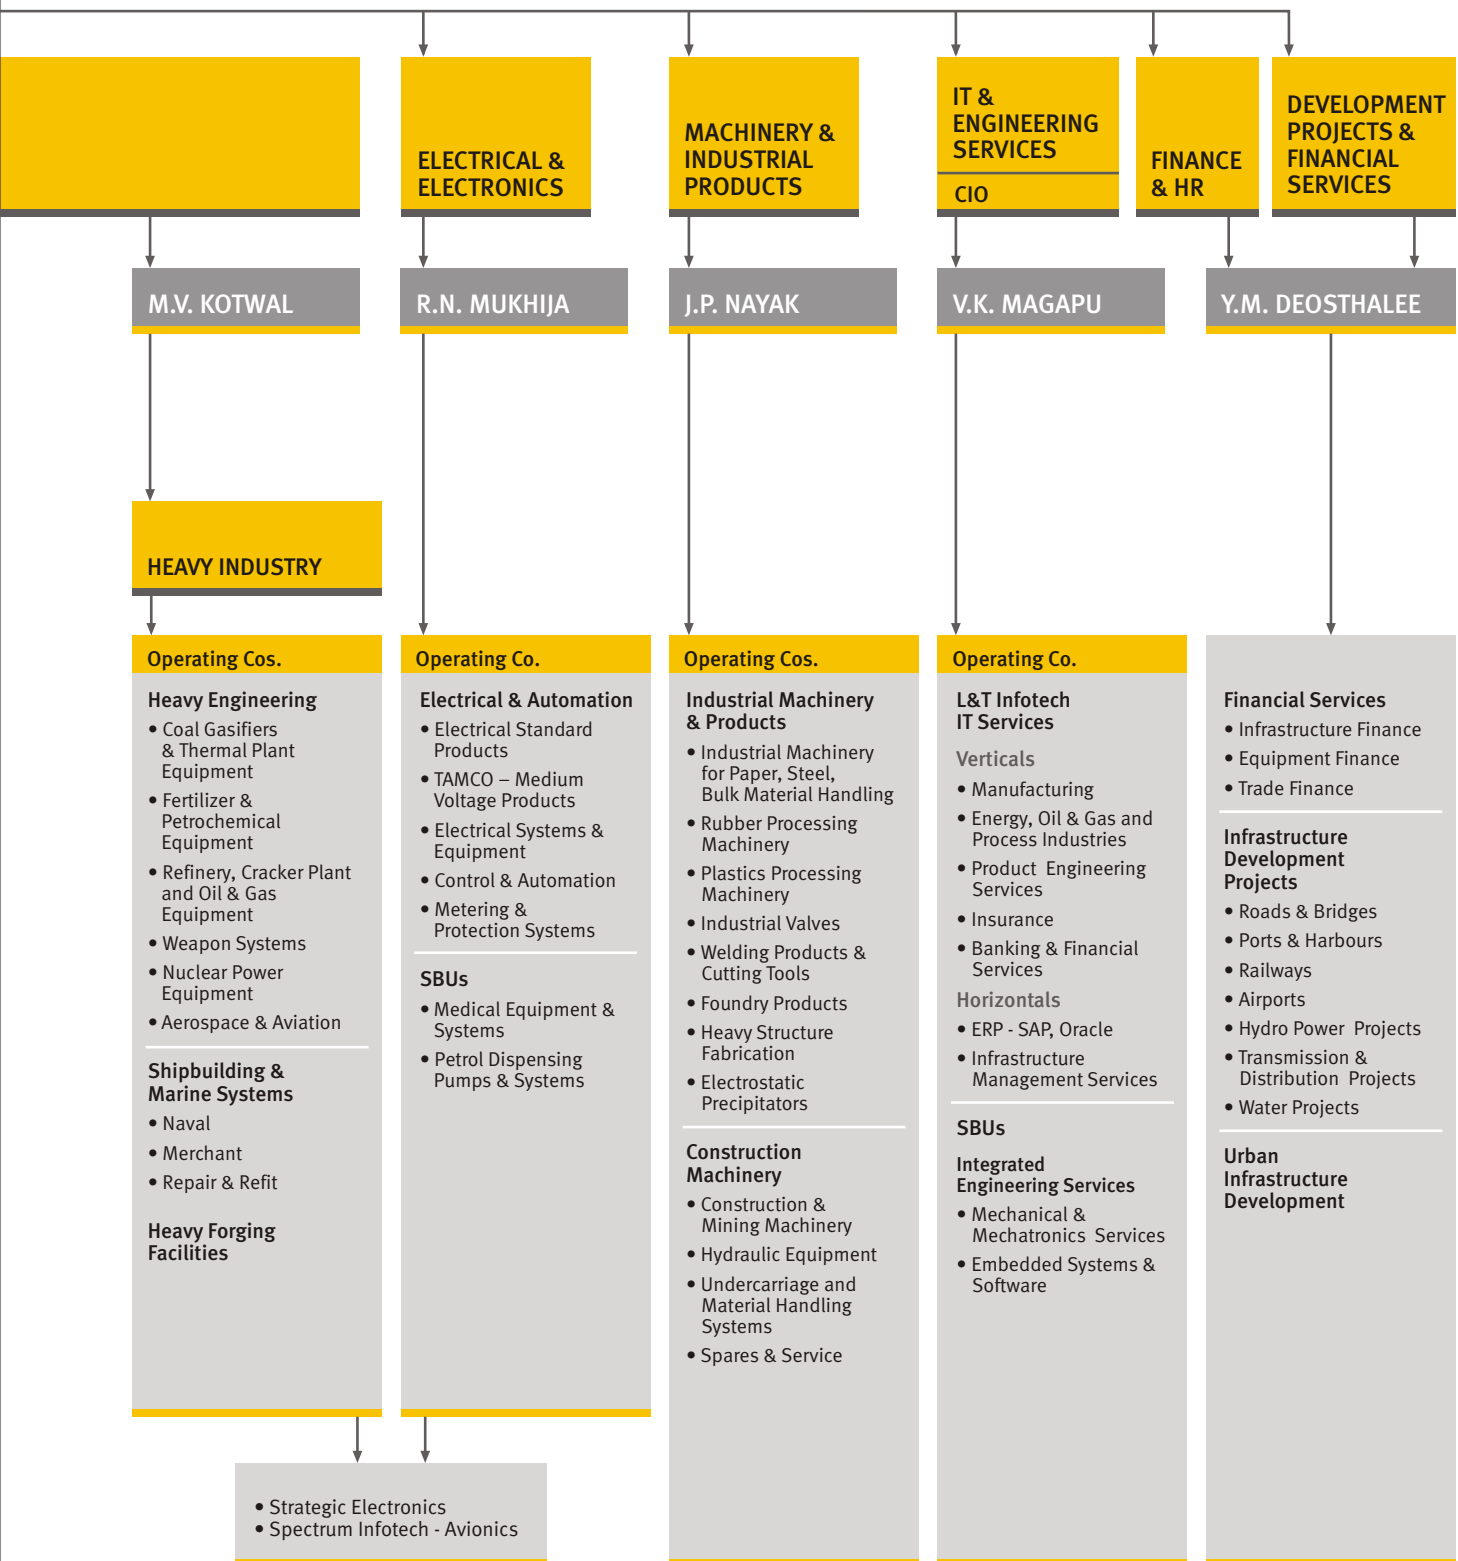 ELECTRICAL &
ELECTRONICS
MACHINERY &
INDUSTRIAL
PRODUCTS
IT &
ENGINEERING
SERVICES
CIO
FINANCE
& HR
DEVELOPMENT
PROJECTS &
FINANCIAL
SERVICES
M.V. KOTWAL
R.N. MUKHIJA
J.P. NAYAK
V.K. MAGAPU
Y.M. DEOSTHALEE
HEAVY INDUSTRY
Operating Cos.
Heavy Engineering
• Coal Gasifiers
& Thermal Plant
Equipment
• Fertilizer &
Petrochemical
Equipment
• Refinery, Cracker Plant
and Oil & Gas
Equipment
• Weapon Systems
• Nuclear Power
Equipment
• Aerospace & Aviation
Shipbuilding &
Marine Systems
• Naval
• Merchant
• Repair & Refit
Heavy Forging
Facilities
Operating Co.
Electrical & Automation
• Electrical Standard
Products
• TAMCO – Medium
Voltage Products
• Electrical Systems &
Equipment
• Control & Automation
• Metering &
Protection Systems
SBUs
• Medical Equipment &
Systems
• Petrol Dispensing
Pumps & Systems
• Strategic Electronics
• Spectrum Infotech - Avionics
Operating Cos.
Industrial Machinery
& Products
• Industrial Machinery
for Paper, Steel,
Bulk Material Handling
• Rubber Processing
Machinery
• Plastics Processing
Machinery
• Industrial Valves
• Welding Products &
Cutting Tools
• Foundry Products
• Heavy Structure
Fabrication
• Electrostatic
Precipitators
Construction
Machinery
• Construction &
Mining Machinery
• Hydraulic Equipment
• Undercarriage and
Material Handling
Systems
• Spares & Service
Operating Co.
L&T Infotech
IT Services
Verticals
• Manufacturing
• Energy, Oil & Gas and
Process Industries
• Product Engineering
Services
• Insurance
• Banking & Financial
Services
Horizontals
• ERP - SAP, Oracle
• Infrastructure
Management Services
SBUs
Integrated
Engineering Services
• Mechanical &
Mechatronics Services
• Embedded Systems &
Software
Financial Services
• Infrastructure Finance
• Equipment Finance
• Trade Finance
Infrastructure
Development
Projects
• Roads & Bridges
• Ports & Harbours
• Railways
• Airports
• Hydro Power Projects
• Transmission &
Distribution Projects
• Water Projects
Urban
Infrastructure
Development